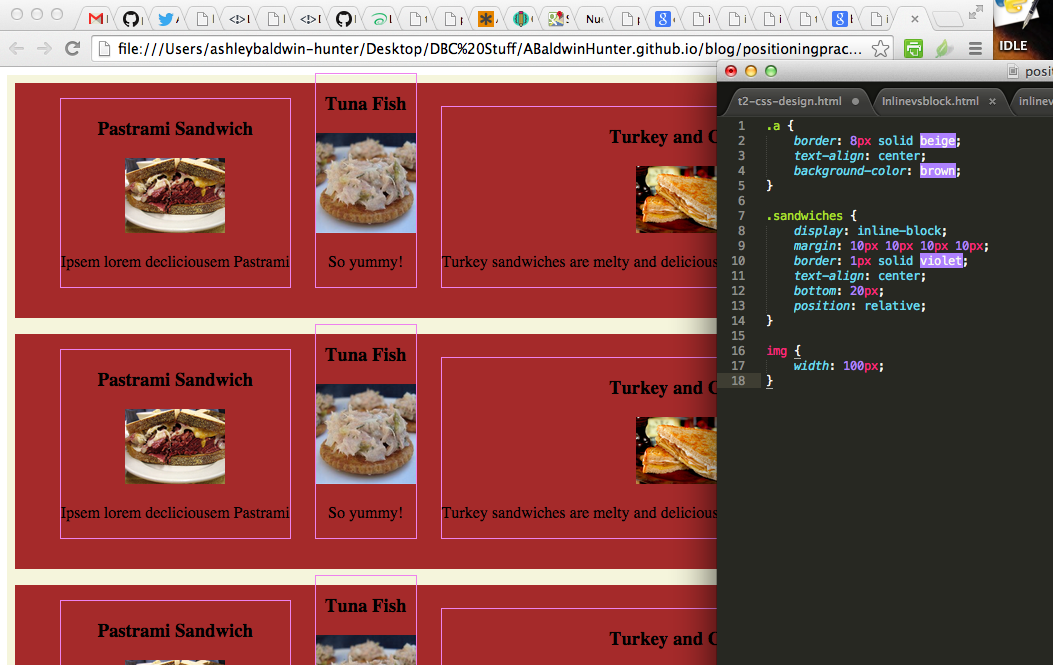 file:///Users/ashleybaldwin-hunter/Desktop/DBC%20Stuff/ABaldwinHunter.github.io/blog/positioningprac...
IDLE
posit
t2-css-design.html
Inlinevsblock.html
inlinevs
Pastrami Sandwich
Tuna Fish
Turkey and
Ipsem lorem decliciousem Pastrami
So yummy!
Turkey sandwiches are melty and delicious
Pastrami Sandwich
Tuna Fish
Turkey and
Ipsem lorem decliciousem Pastrami
So yummy!
Turkey sandwiches are melty and delicious
Pastrami Sandwich
Tuna Fish
Turkey and
1 .a {
2 border: 8px solid beige;
3 text-align: center;
4 background-color: brown;
5 }
6
7 .sandwiches {
8 display: inline-block;
9 margin: 10px 10px 10px 10px;
10 border: 1px solid violet;
11 text-align: center;
12 bottom: 20px;
13 position: relative;
14 }
15
16 img {
17 width: 100px;
18 }